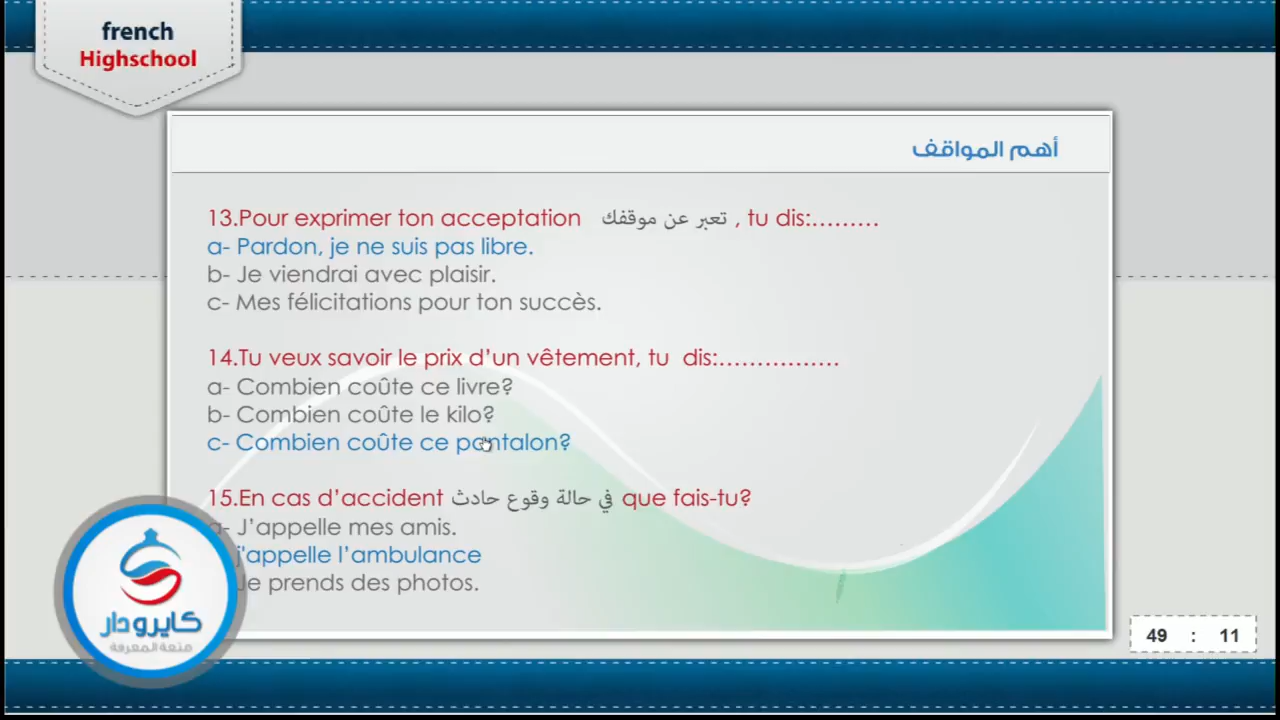 french
Highschool
أهم المواقف
13.Pour exprimer ton acceptation تعبر عن موقفك , tu dis:.........
a- Pardon, je ne suis pas libre.
b- Je viendrai avec plaisir.
c- Mes félicitations pour ton succès.
14.Tu veux savoir le prix d’un vêtement, tu dis:................
a- Combien coûte ce livre?
b- Combien coûte le kilo?
c- Combien coûte ce pantalon?
15.En cas d’accident في حالة وقوع حادث que fais-tu?
a- J’appelle mes amis.
j'appelle l’ambulance
Je prends des photos.
كايرودار
متعة المعرفة
49 : 11